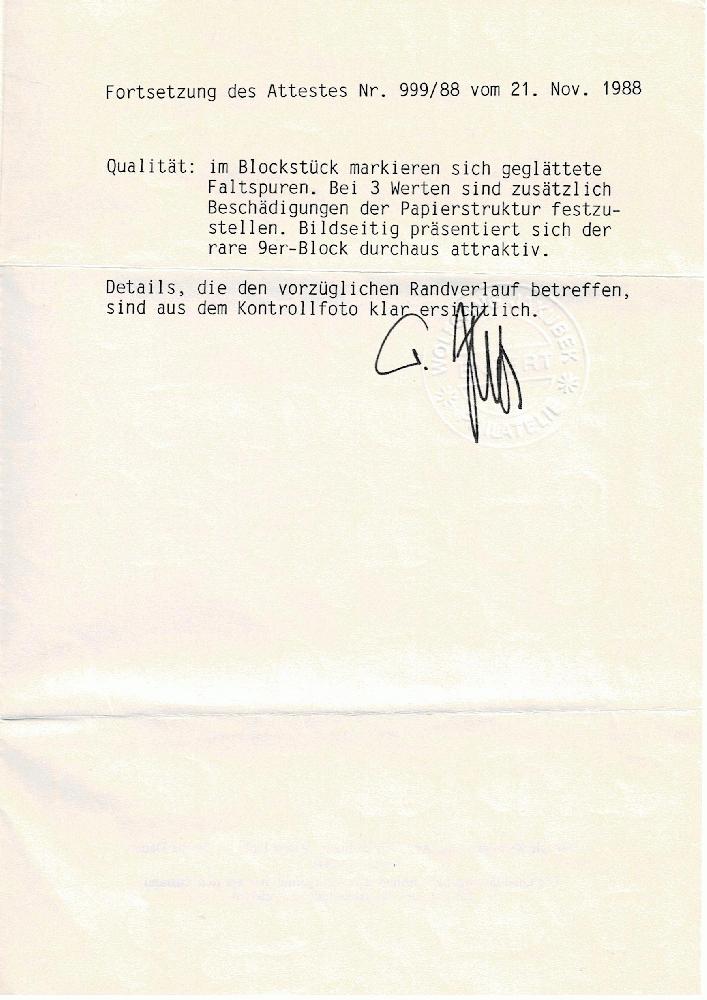 Fortsetzung des Attestes Nr. 999/88 vom 21. Nov. 1988
Qualität: im Blockstück markieren sich geglättete
Faltspuren. Bei 3 Werten sind zusätzlich
Beschädigungen der Papierstruktur festzu-
stellen. Bildseitig präsentiert sich der
rare 9er-Block durchaus attraktiv.
Details, die den vorzüglichen Randverlauf betreffen,
sind aus dem Kontrollfoto klar ersichtlich.